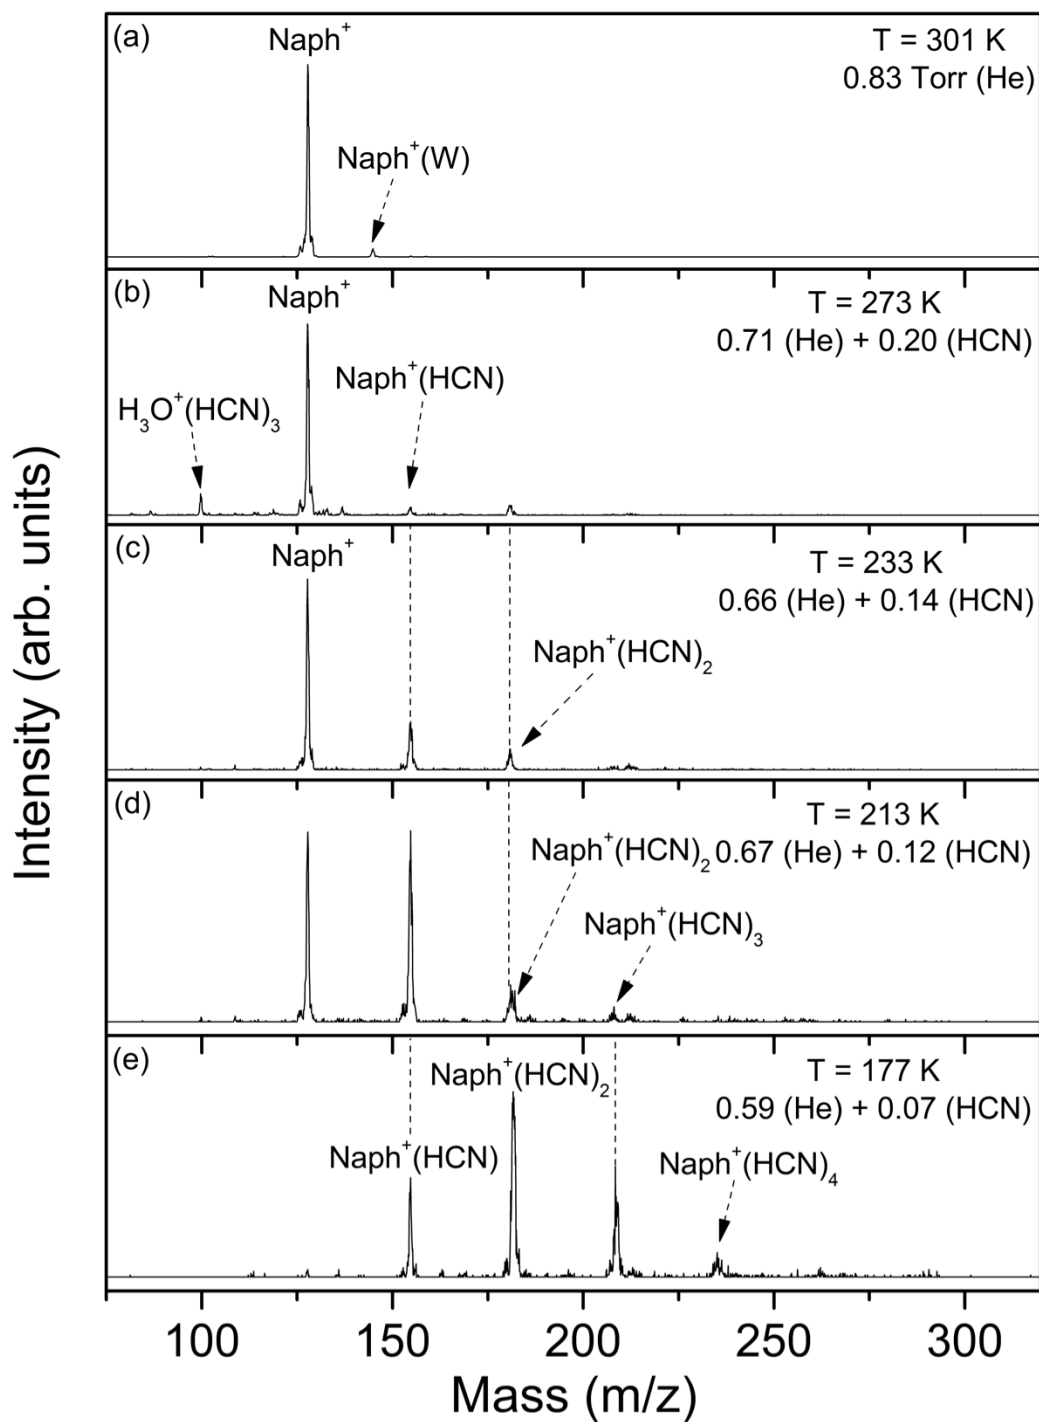 Intensity (arb. units)
(a)
Naph⁺
T = 301 K
0.83 Torr (He)
Naph⁺(W)
(b)
Naph⁺
T = 273 K
0.71 (He) + 0.20 (HCN)
Naph⁺(HCN)
H₃O⁺(HCN)₃
(c)
Naph⁺
T = 233 K
0.66 (He) + 0.14 (HCN)
Naph⁺(HCN)₂
(d)
T = 213 K
Naph⁺(HCN)₂ 0.67 (He) + 0.12 (HCN)
Naph⁺(HCN)₃
(e)
Naph⁺(HCN)₂
T = 177 K
0.59 (He) + 0.07 (HCN)
Naph⁺(HCN)
Naph⁺(HCN)₄
100 150 200 250 300
Mass (m/z)